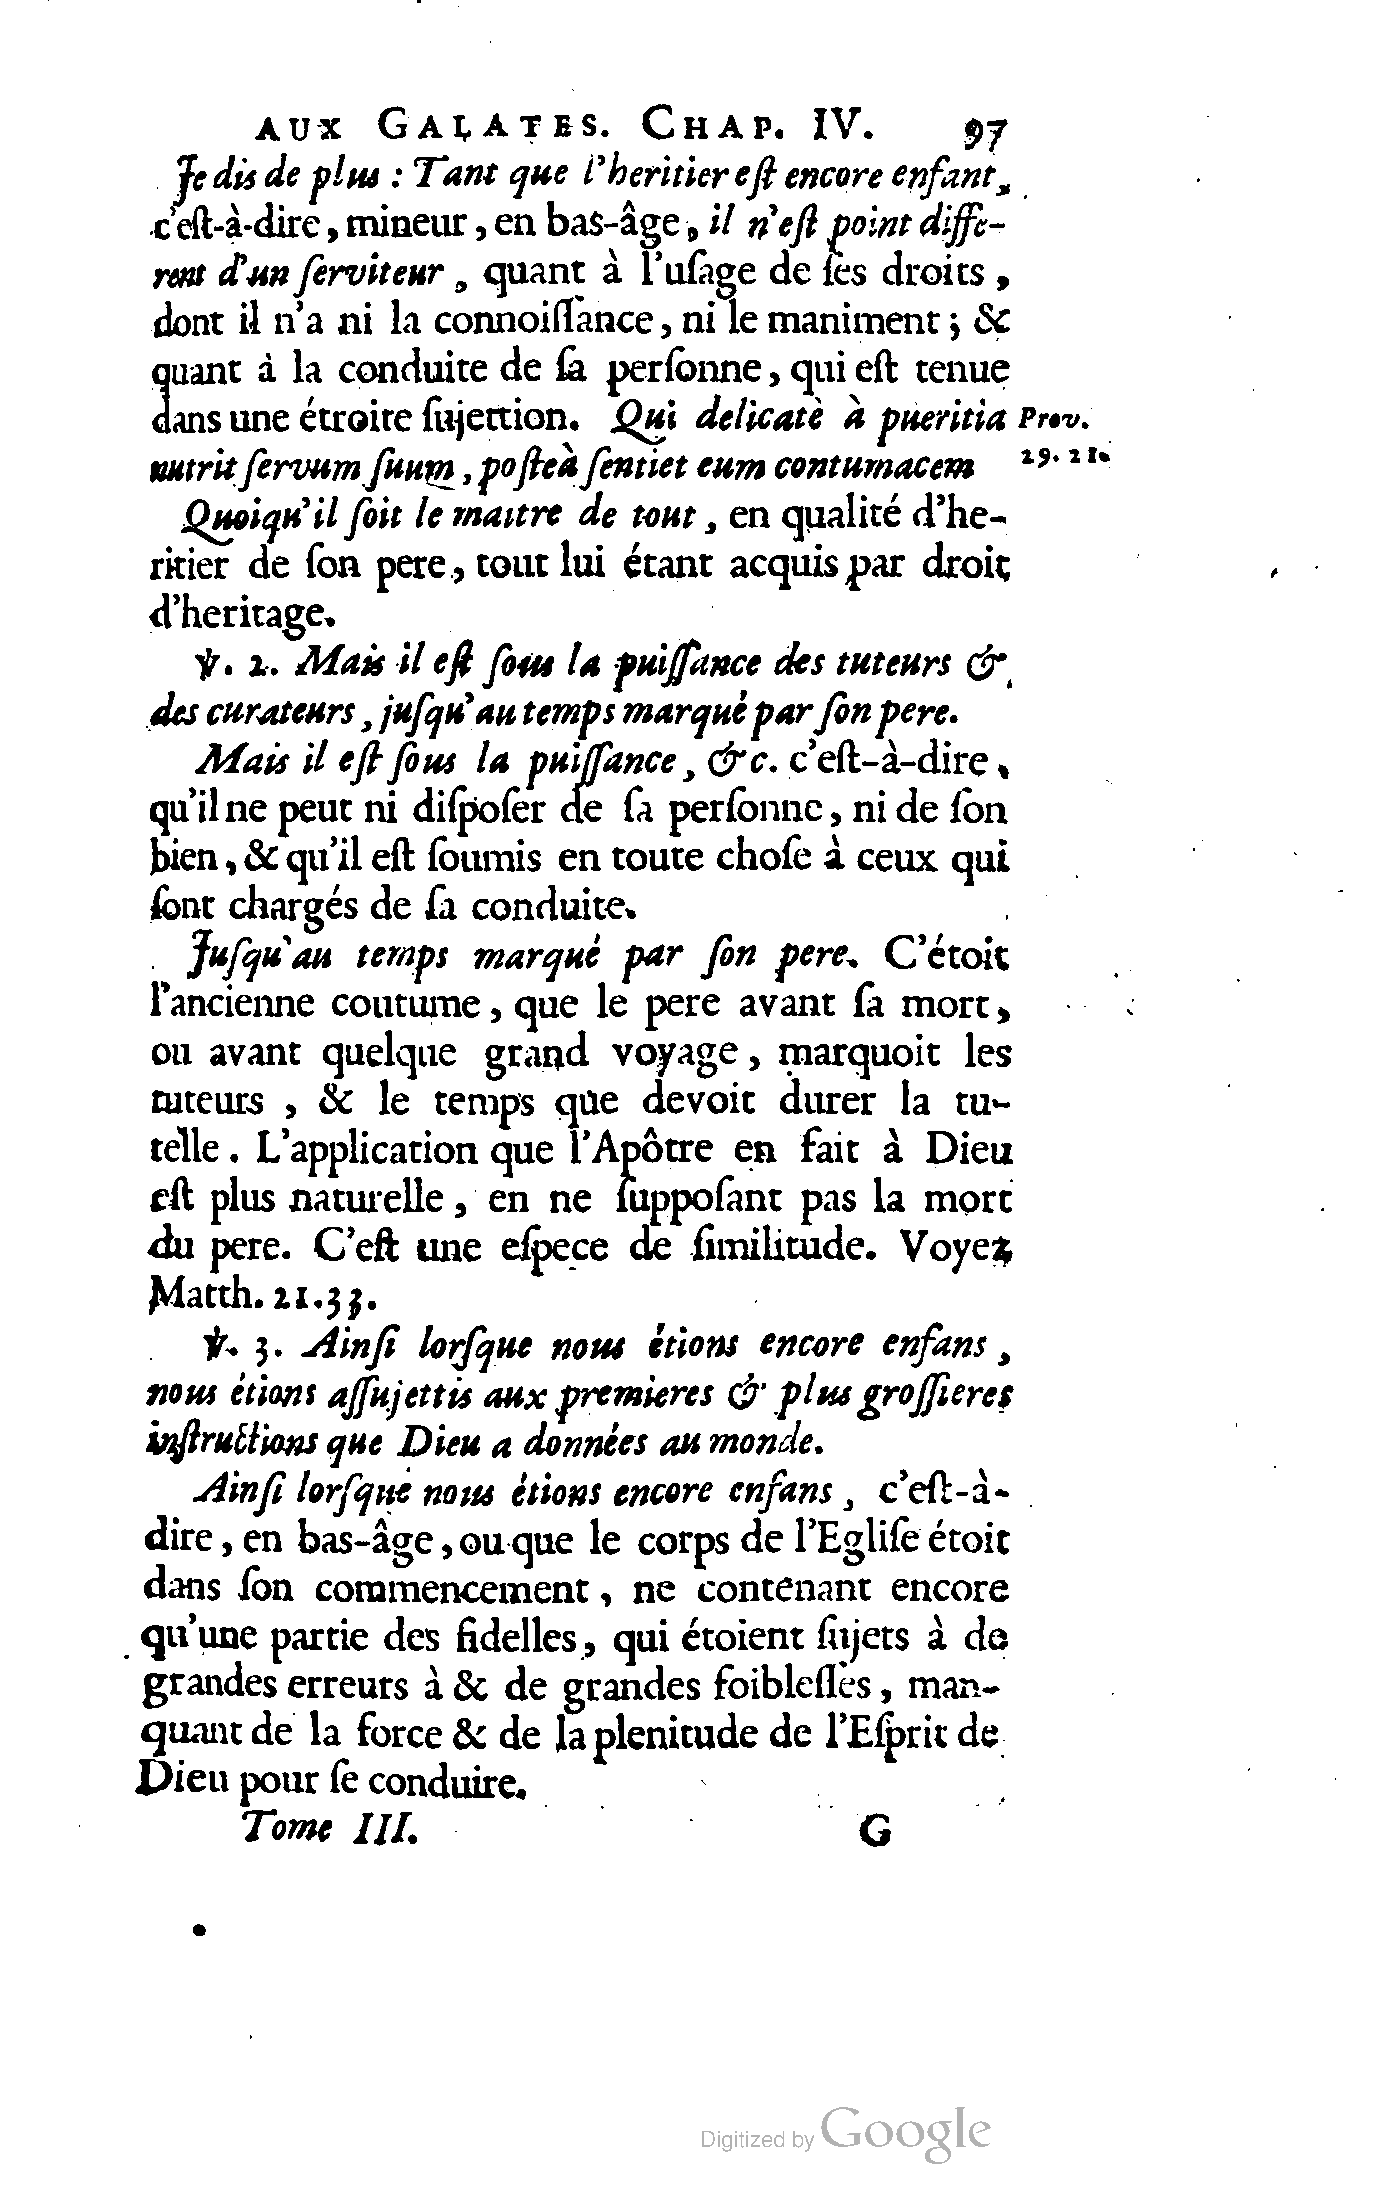 AUX GALATES. CHAP. IV. 97
Je dis de plus : Tant que l'heritier eſt encore enfant,
c'eſt-à-dire, mineur, en bas-âge, il n'eſt point diffe-
rent d'un ſerviteur, quant à l'uſage de ſes droits,
dont il n'a ni la connoiſſance, ni le maniment; &
quant à la conduite de ſa perſonne, qui eſt tenue
dans une étroite ſujettion. Qui delicatè à pueritia Prov.
nutrit ſervum ſuum, poſteà ſentiet eum contumacem 29. 21.
Quoiqu'il ſoit le maitre de tout, en qualité d'he-
ritier de ſon pere, tout lui étant acquis par droit
d'heritage.
℣. 2. Mais il eſt ſous la puiſſance des tuteurs &
des curateurs, juſqu'au temps marqué par ſon pere.
Mais il eſt ſous la puiſſance, &c. c'eſt-à-dire,
qu'il ne peut ni diſpoſer de ſa perſonne, ni de ſon
bien, & qu'il eſt ſoumis en toute choſe à ceux qui
ſont chargés de ſa conduite.
Juſqu'au temps marqué par ſon pere. C'étoit
l'ancienne coutume, que le pere avant ſa mort,
ou avant quelque grand voyage, marquoit les
tuteurs, & le temps que devoit durer la tu-
telle. L'application que l'Apôtre en fait à Dieu
eſt plus naturelle, en ne ſuppoſant pas la mort
du pere. C'eſt une eſpece de ſimilitude. Voyez
Matth. 21.33.
℣. 3. Ainſi lorſque nous étions encore enfans,
nous étions aſſujettis aux premieres & plus groſſieres
inſtructions que Dieu a données au monde.
Ainſi lorſque nous étions encore enfans, c'eſt-à-
dire, en bas-âge, ou que le corps de l'Egliſe étoit
dans ſon commencement, ne contenant encore
qu'une partie des fidelles, qui étoient ſujets à de
grandes erreurs à & de grandes foibleſſes, man-
quant de la force & de la plenitude de l'Eſprit de
Dieu pour ſe conduire.
Tome III. G
Digitized by Google